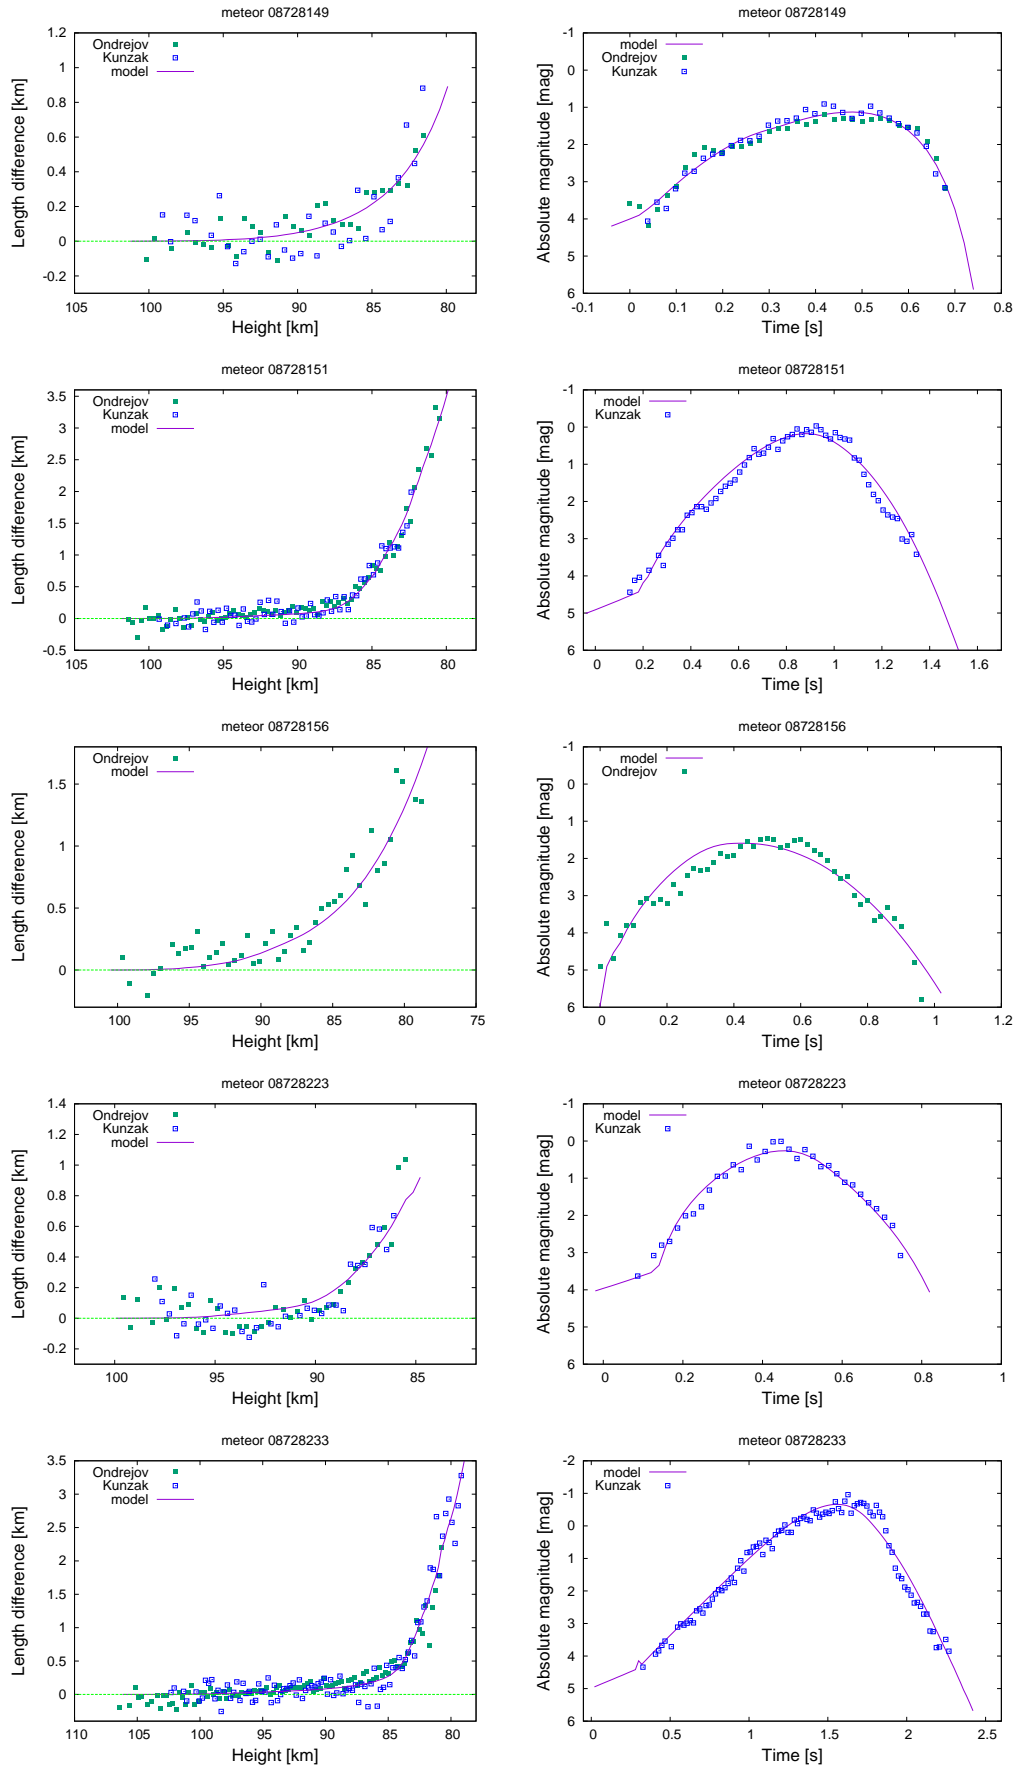 meteor 08728149
Length difference [km]
1.2
1
0.8
0.6
0.4
0.2
0
-0.2
Ondrejov
Kunzak
model
105
100
95
90
85
80
Height [km]
meteor 08728149
Absolute magnitude [mag]
-1
0
1
2
3
4
5
6
model
Ondrejov
Kunzak
-0.1
0
0.1
0.2
0.3
0.4
0.5
0.6
0.7
0.8
Time [s]
meteor 08728151
Length difference [km]
3.5
3
2.5
2
1.5
1
0.5
0
-0.5
Ondrejov
Kunzak
model
105
100
95
90
85
80
Height [km]
meteor 08728151
Absolute magnitude [mag]
-1
0
1
2
3
4
5
6
model
Kunzak
0
0.2
0.4
0.6
0.8
1
1.2
1.4
1.6
Time [s]
meteor 08728156
Length difference [km]
1.5
1
0.5
0
Ondrejov
model
100
95
90
85
80
75
Height [km]
meteor 08728156
Absolute magnitude [mag]
-1
0
1
2
3
4
5
6
model
Ondrejov
0
0.2
0.4
0.6
0.8
1
1.2
Time [s]
meteor 08728223
Length difference [km]
1.4
1.2
1
0.8
0.6
0.4
0.2
0
-0.2
Ondrejov
Kunzak
model
100
95
90
85
Height [km]
meteor 08728223
Absolute magnitude [mag]
-1
0
1
2
3
4
5
6
model
Kunzak
0
0.2
0.4
0.6
0.8
1
Time [s]
meteor 08728233
Length difference [km]
3.5
3
2.5
2
1.5
1
0.5
0
Ondrejov
Kunzak
model
110
105
100
95
90
85
80
Height [km]
meteor 08728233
Absolute magnitude [mag]
-2
-1
0
1
2
3
4
5
6
model
Kunzak
0
0.5
1
1.5
2
2.5
Time [s]